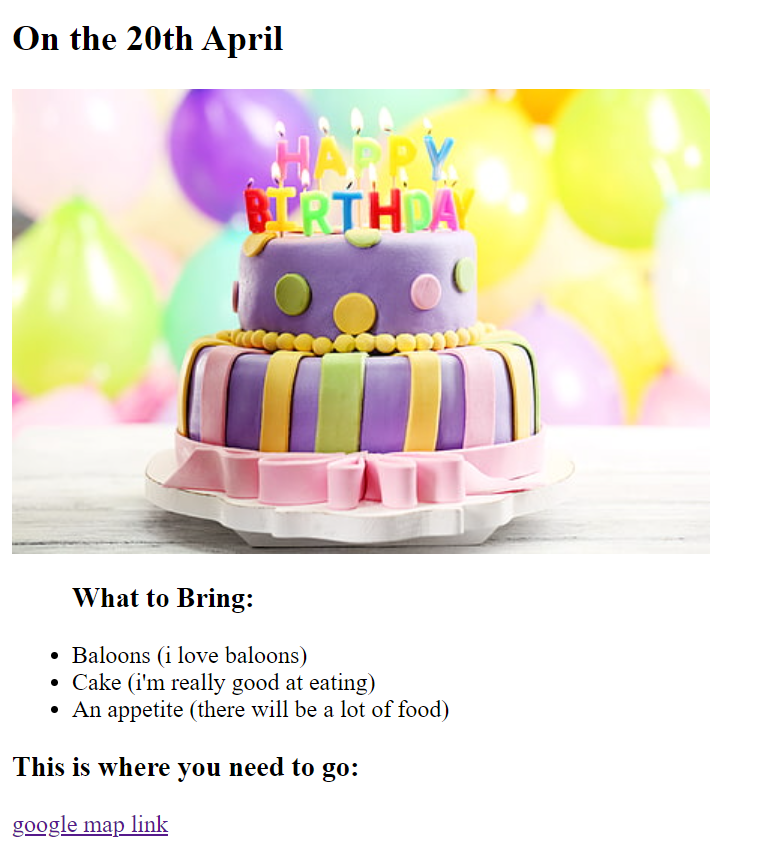 On the 20th April
HAPPY
BIRTHDAY
What to Bring:
Baloons (i love baloons)
Cake (i'm really good at eating)
An appetite (there will be a lot of food)
This is where you need to go:
google map link